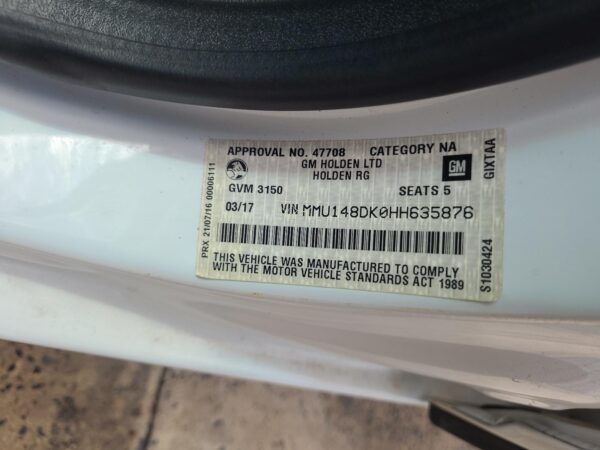 APPROVAL NO. 47708 CATEGORY NA
GM HOLDEN LTD
HOLDEN RG
GM
GVM 3150 SEATS 5
03/17 VIN MMU148DK0HH635876
THIS VEHICLE WAS MANUFACTURED TO COMPLY
WITH THE MOTOR VEHICLE STANDARDS ACT 1989
PRX 21/07/16 00006111
S1030424 GIXTAA